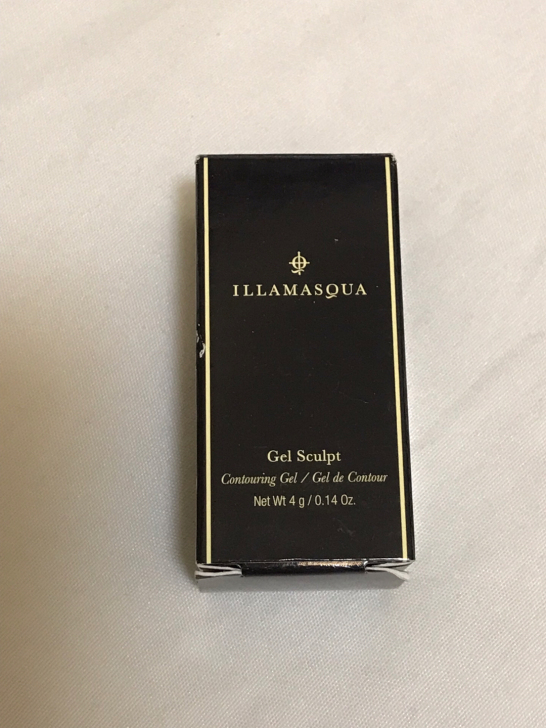 ILLAMASQUA
Gel Sculpt
Contouring Gel / Gel de Contour
Net Wt 4 g / 0.14 Oz.